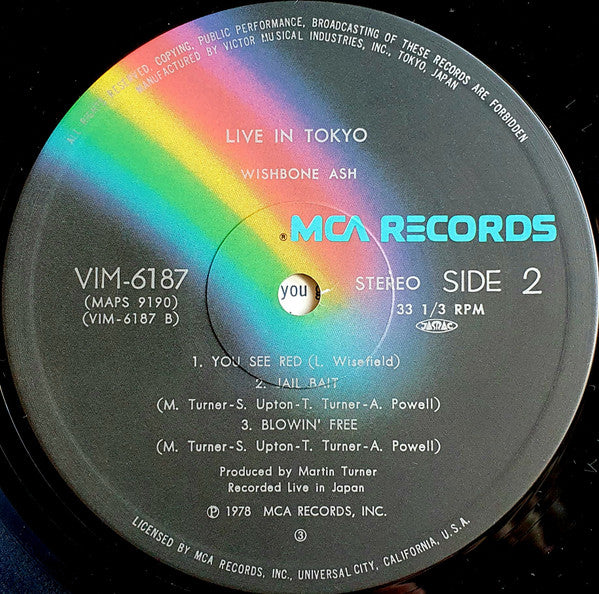 ALL RIGHTS RESERVED. COPYING, PUBLIC PERFORMANCE, BROADCASTING OF THESE RECORDS ARE FORBIDDEN
MANUFACTURED BY VICTOR MUSICAL INDUSTRIES, INC., TOKYO, JAPAN
LIVE IN TOKYO
WISHBONE ASH
® MCA RECORDS
VIM-6187
(MAPS 9190)
(VIM-6187 B)
you
STEREO SIDE 2
33 1/3 RPM
JASRAC
1. YOU SEE RED (L. Wisefield)
2. JAIL BAIT
(M. Turner-S. Upton-T. Turner-A. Powell)
3. BLOWIN' FREE
(M. Turner-S. Upton-T. Turner-A. Powell)
Produced by Martin Turner
Recorded Live in Japan
℗ 1978 MCA RECORDS, INC.
③
LICENSED BY MCA RECORDS, INC., UNIVERSAL CITY, CALIFORNIA, U.S.A.